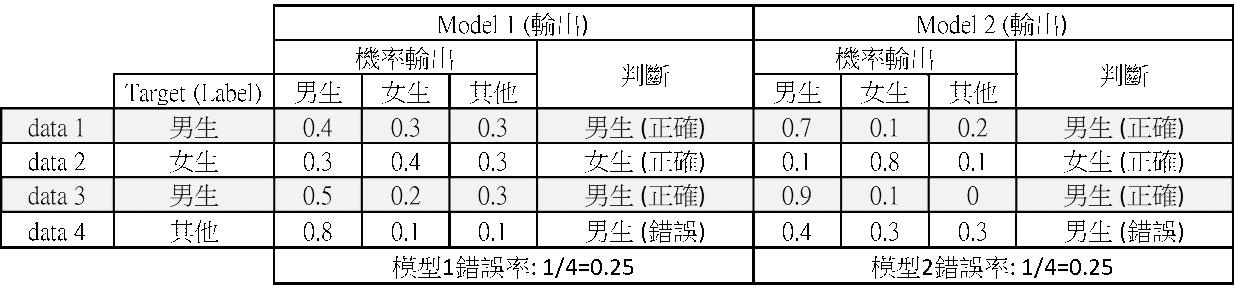 Model 1 (輸出) Model 2 (輸出)
機率輸出 判斷 機率輸出 判斷
Target (Label) 男生 女生 其他 男生 女生 其他
data 1 男生 0.4 0.3 0.3 男生 (正確) 0.7 0.1 0.2 男生 (正確)
data 2 女生 0.3 0.4 0.3 女生 (正確) 0.1 0.8 0.1 女生 (正確)
data 3 男生 0.5 0.2 0.3 男生 (正確) 0.9 0.1 0 男生 (正確)
data 4 其他 0.8 0.1 0.1 男生 (錯誤) 0.4 0.3 0.3 男生 (錯誤)
模型1錯誤率: 1/4=0.25 模型2錯誤率: 1/4=0.25